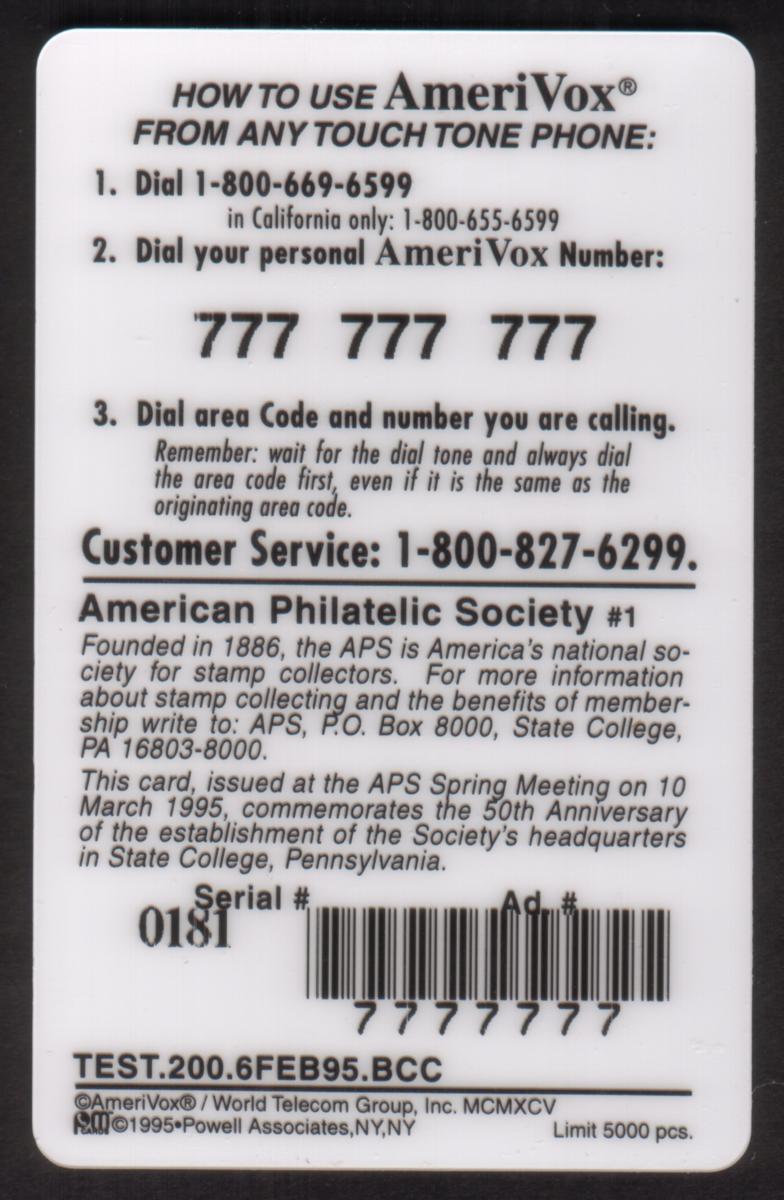 HOW TO USE AmeriVox®
FROM ANY TOUCH TONE PHONE:
1. Dial 1-800-669-6599
in California only: 1-800-655-6599
2. Dial your personal AmeriVox Number:
777 777 777
3. Dial area Code and number you are calling.
Remember: wait for the dial tone and always dial
the area code first, even if it is the same as the
originating area code.
Customer Service: 1-800-827-6299.
American Philatelic Society #1
Founded in 1886, the APS is America's national so-
ciety for stamp collectors. For more information
about stamp collecting and the benefits of member-
ship write to: APS, P.O. Box 8000, State College,
PA 16803-8000.
This card, issued at the APS Spring Meeting on 10
March 1995, commemorates the 50th Anniversary
of the establishment of the Society's headquarters
in State College, Pennsylvania.
Serial # Ad. #
0181
7777777
TEST.200.6FEB95.BCC
©AmeriVox® / World Telecom Group, Inc. MCMXCV
©1995•Powell Associates,NY,NY Limit 5000 pcs.